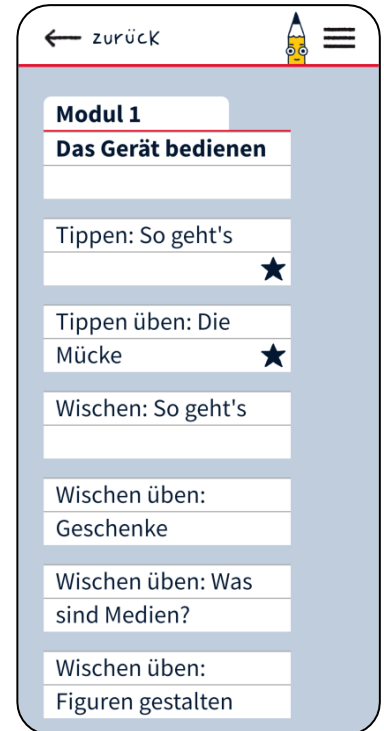 zurück
Modul 1
Das Gerät bedienen
Tippen: So geht's
Tippen üben: Die
Mücke
Wischen: So geht's
Wischen üben:
Geschenke
Wischen üben: Was
sind Medien?
Wischen üben:
Figuren gestalten